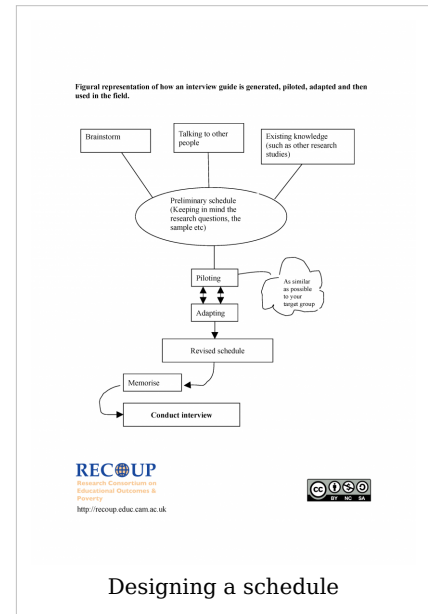 Figural representation of how an interview guide is generated, piloted, adapted and then
used in the field.
Brainstorm
Talking to other
people
Existing knowledge
(such as other research
studies)
Preliminary schedule
(Keeping in mind the
research questions, the
sample etc)
Piloting
As similar
as possible
to your
target group
Adapting
Revised schedule
Memorise
Conduct interview
RECOUP
Research Consortium on
Educational Outcomes &
Poverty
http://recoup.educ.cam.ac.uk
cc BY NC SA
Designing a schedule